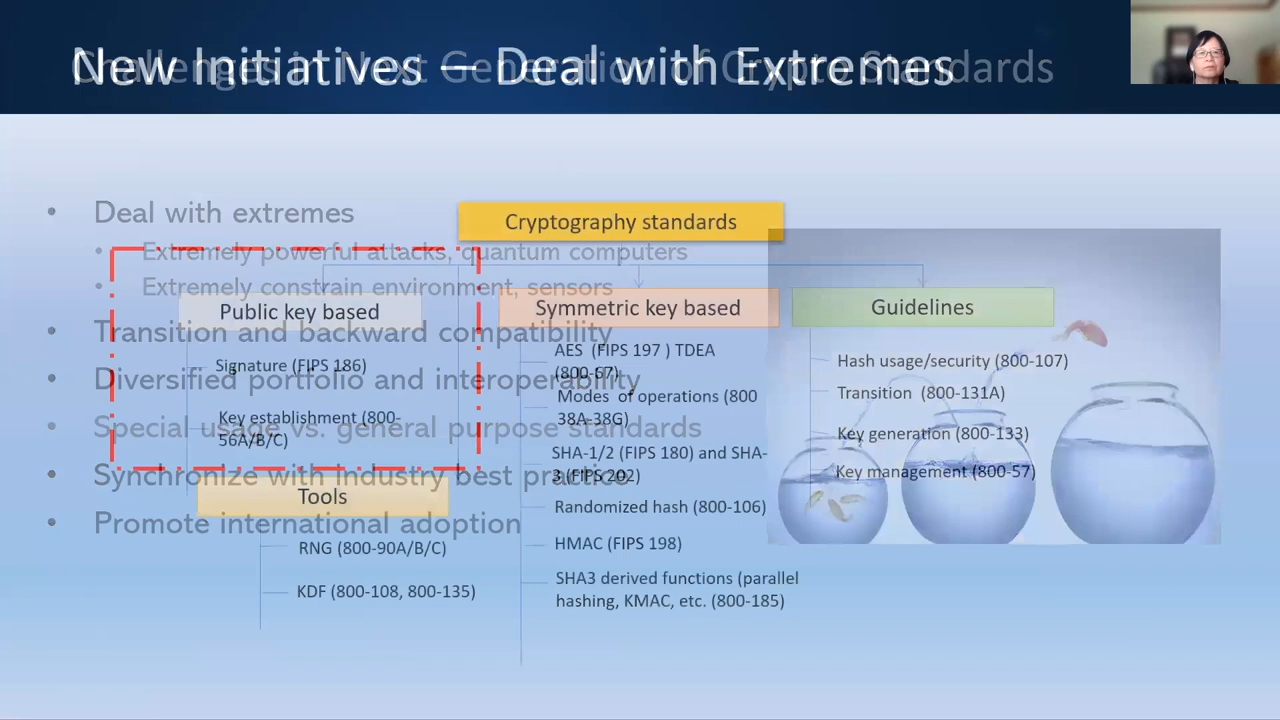 New Initiatives — Deal with Extremes
Challenges in Next Generation of Crypto Standards
• Deal with extremes
• Extremely powerful attacks, quantum computers
• Extremely constrain environment, sensors
• Transition and backward compatibility
• Diversified portfolio and interoperability
• Special usage vs. general purpose standards
• Synchronize with industry best practice
• Promote international adoption
Cryptography standards
Public key based
Signature (FIPS 186)
Key establishment (800-
56A/B/C)
Tools
RNG (800-90A/B/C)
KDF (800-108, 800-135)
Symmetric key based
AES (FIPS 197 ) TDEA
(800-67)
Modes of operations (800
38A-38G)
SHA-1/2 (FIPS 180) and SHA-
3 (FIPS 202)
Randomized hash (800-106)
HMAC (FIPS 198)
SHA3 derived functions (parallel
hashing, KMAC, etc. (800-185)
Guidelines
Hash usage/security (800-107)
Transition (800-131A)
Key generation (800-133)
Key management (800-57)